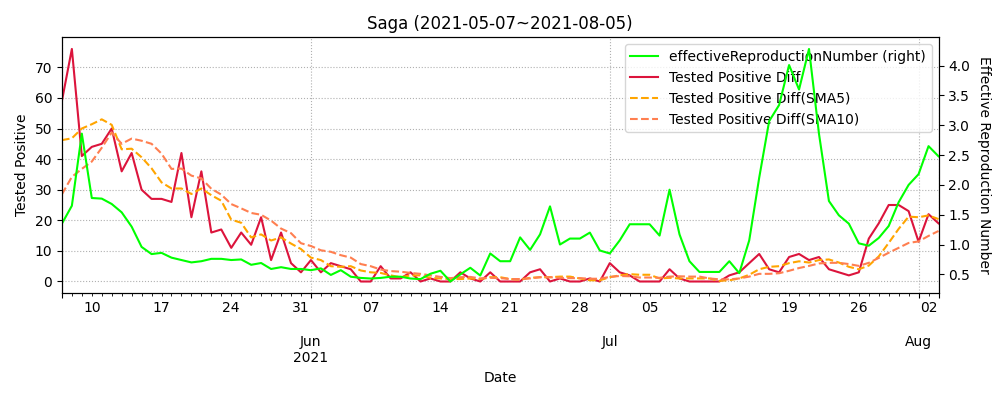 Saga (2021-05-07~2021-08-05)
effectiveReproductionNumber (right)
Tested Positive Diff
Tested Positive Diff(SMA5)
Tested Positive Diff(SMA10)
Tested Positive
70
60
50
40
30
20
10
0
4.0
3.5
3.0
2.5
2.0
1.5
1.0
0.5
Effective Reproduction Number
10 17 24 31 07 14 21 28 05 12 19 26 02
Jun Jul Aug
2021
Date